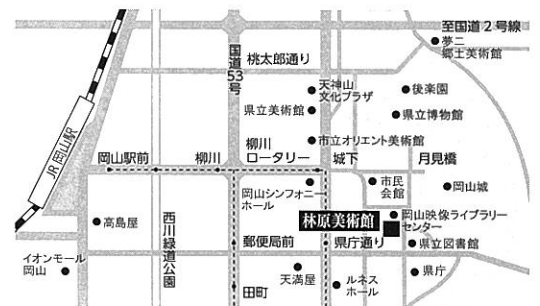 至国道2号線
夢二
郷土美術館
国道53号
桃太郎通り
天神山
文化プラザ
後楽園
県立美術館
県立博物館
JR岡山駅
柳川
ロータリー
市立オリエント美術館
岡山駅前
柳川
城下
月見橋
市民
会館
岡山城
岡山シンフォニー
ホール
林原美術館
岡山映像ライブラリー
センター
高島屋
西川緑道公園
郵便局前
県庁通り
県立図書館
イオンモール
岡山
天満屋
ルネス
ホール
県庁
田町